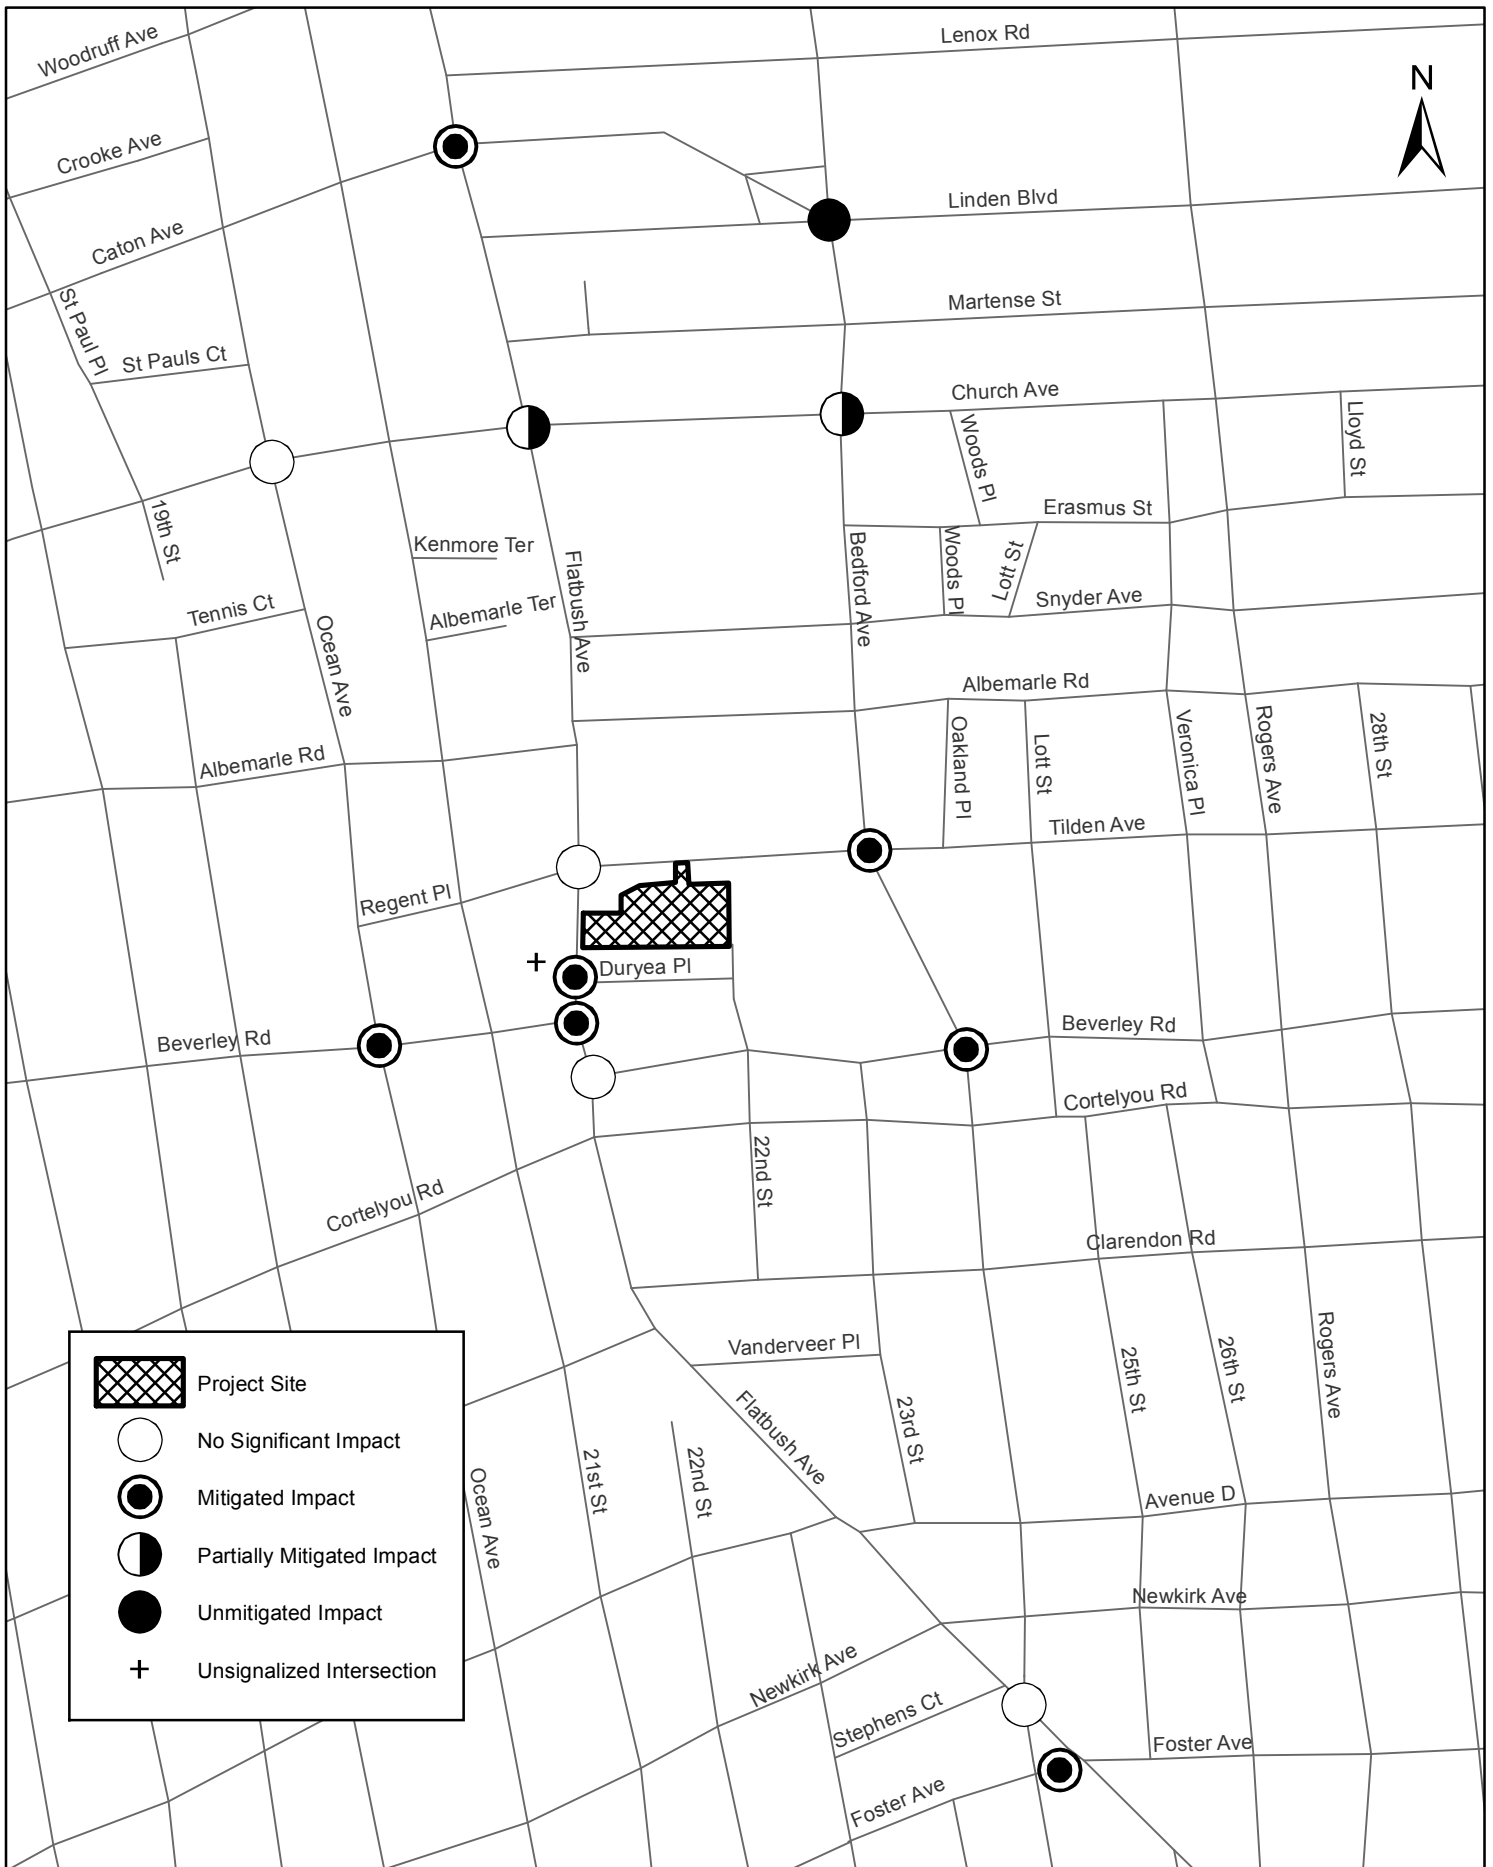 Lenox Rd
Woodruff Ave
N
Crooke Ave
Linden Blvd
Caton Ave
Martense St
St Paul Pl
St Pauls Ct
Church Ave
Lloyd St
Woods Pl
19th St
Erasmus St
Kenmore Ter
Flatbush Ave
Bedford Ave
Woods Pl
Lott St
Snyder Ave
Tennis Ct
Albemarle Ter
Ocean Ave
Albemarle Rd
Oakland Pl
Lott St
Veronica Pl
Rogers Ave
28th St
Albemarle Rd
Tilden Ave
Regent Pl
+
Duryea Pl
Beverley Rd
Beverley Rd
Cortelyou Rd
22nd St
Cortelyou Rd
Clarendon Rd
Vanderveer Pl
25th St
26th St
Rogers Ave
Flatbush Ave
23rd St
21st St
22nd St
Ocean Ave
Avenue D
Newkirk Ave
Newkirk Ave
Stephens Ct
Foster Ave
Foster Ave
Project Site
No Significant Impact
Mitigated Impact
Partially Mitigated Impact
Unmitigated Impact
+ Unsignalized Intersection